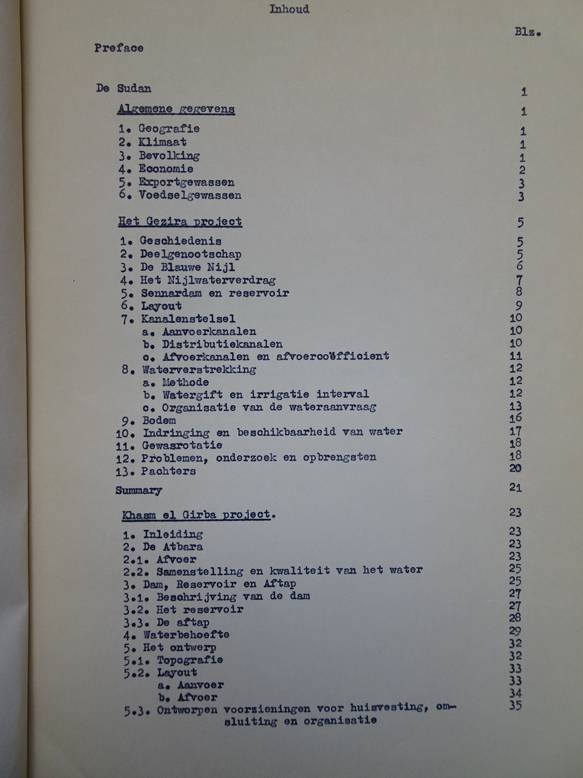 Inhoud
Blz.
Preface
De Sudan 1
Algemene gegevens 1
1. Geografie 1
2. Klimaat 1
3. Bevolking 1
4. Economie 2
5. Exportgewassen 3
6. Voedselgewassen 3
Het Gezira project 5
1. Geschiedenis 5
2. Deelgenootschap 5
3. De Blauwe Nijl 6
4. Het Nijlwaterverdrag 7
5. Sennardam en reservoir 8
6. Layout 9
7. Kanalenstelsel 10
a. Aanvoerkanalen 10
b. Distributiekanalen 10
c. Afvoerkanalen en afvoercoëfficient 11
8. Waterverstrekking 12
a. Methode 12
b. Watergift en irrigatie interval 12
c. Organisatie van de wateraanvraag 13
9. Bodem 16
10. Indringing en beschikbaarheid van water 17
11. Gewasrotatie 18
12. Problemen, onderzoek en opbrengsten 18
13. Pachters 20
Summary 21
Khasm el Girba project. 23
1. Inleiding 23
2. De Atbara 23
2.1. Afvoer 23
2.2. Samenstelling en kwaliteit van het water 25
3. Dam, Reservoir en Aftap 25
3.1. Beschrijving van de dam 27
3.2. Het reservoir 27
3.3. De aftap 28
4. Waterbehoefte 29
5. Het ontwerp 32
5.1. Topografie 32
5.2. Layout 33
a. Aanvoer 33
b. Afvoer 34
5.3. Ontworpen voorzieningen voor huisvesting, om- 35
sluiting en organisatie